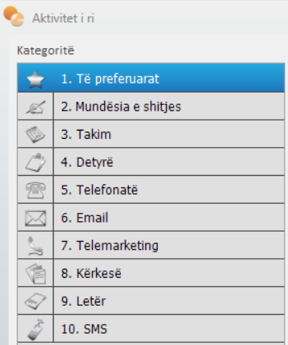 Aktivitet i ri
Kategoritë
1. Të preferuarat
2. Mundësia e shitjes
3. Takim
4. Detyrë
5. Telefonatë
6. Email
7. Telemarketing
8. Kërkesë
9. Letër
10. SMS